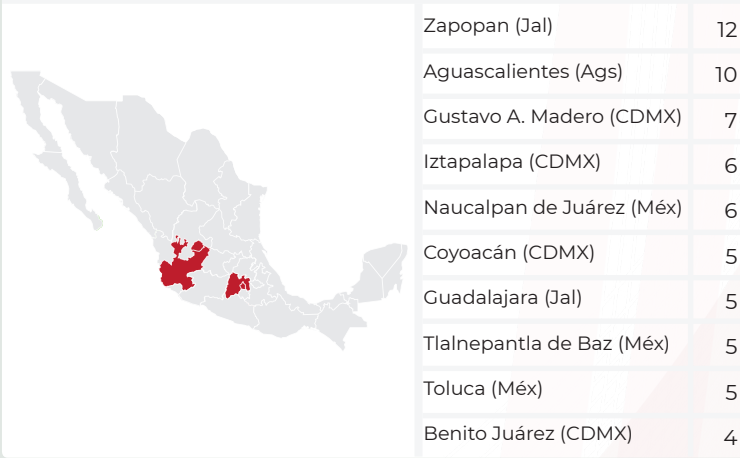 Zapopan (Jal) 12
Aguascalientes (Ags) 10
Gustavo A. Madero (CDMX) 7
Iztapalapa (CDMX) 6
Naucalpan de Juárez (Méx) 6
Coyoacán (CDMX) 5
Guadalajara (Jal) 5
Tlalnepantla de Baz (Méx) 5
Toluca (Méx) 5
Benito Juárez (CDMX) 4